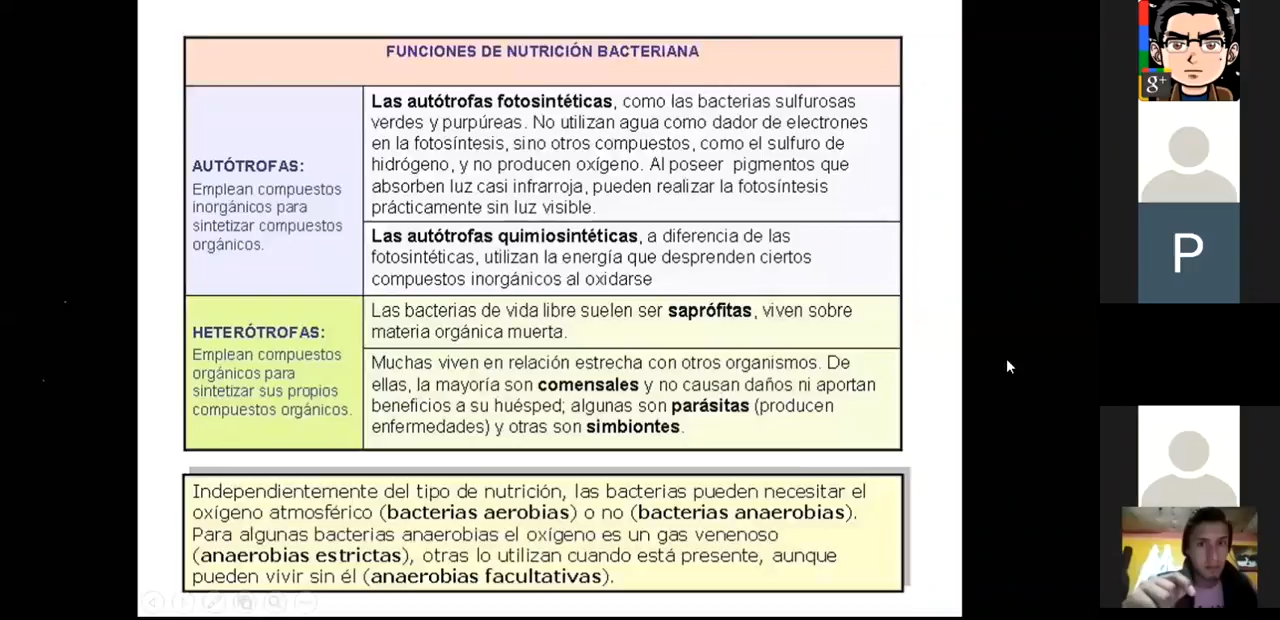 FUNCIONES DE NUTRICIÓN BACTERIANA
AUTÓTROFAS:
Emplean compuestos
inorgánicos para
sintetizar compuestos
orgánicos.
Las autótrofas fotosintéticas, como las bacterias sulfurosas
verdes y purpúreas. No utilizan agua como dador de electrones
en la fotosíntesis, sino otros compuestos, como el sulfuro de
hidrógeno, y no producen oxígeno. Al poseer pigmentos que
absorben luz casi infrarroja, pueden realizar la fotosíntesis
prácticamente sin luz visible.
Las autótrofas quimiosintéticas, a diferencia de las
fotosintéticas, utilizan la energía que desprenden ciertos
compuestos inorgánicos al oxidarse
HETERÓTROFAS:
Emplean compuestos
orgánicos para
sintetizar sus propios
compuestos orgánicos.
Las bacterias de vida libre suelen ser saprófitas, viven sobre
materia orgánica muerta.
Muchas viven en relación estrecha con otros organismos. De
ellas, la mayoría son comensales y no causan daños ni aportan
beneficios a su huésped; algunas son parásitas (producen
enfermedades) y otras son simbiontes.
Independientemente del tipo de nutrición, las bacterias pueden necesitar el
oxígeno atmosférico (bacterias aerobias) o no (bacterias anaerobias).
Para algunas bacterias anaerobias el oxígeno es un gas venenoso
(anaerobias estrictas), otras lo utilizan cuando está presente, aunque
pueden vivir sin él (anaerobias facultativas).
g+
P